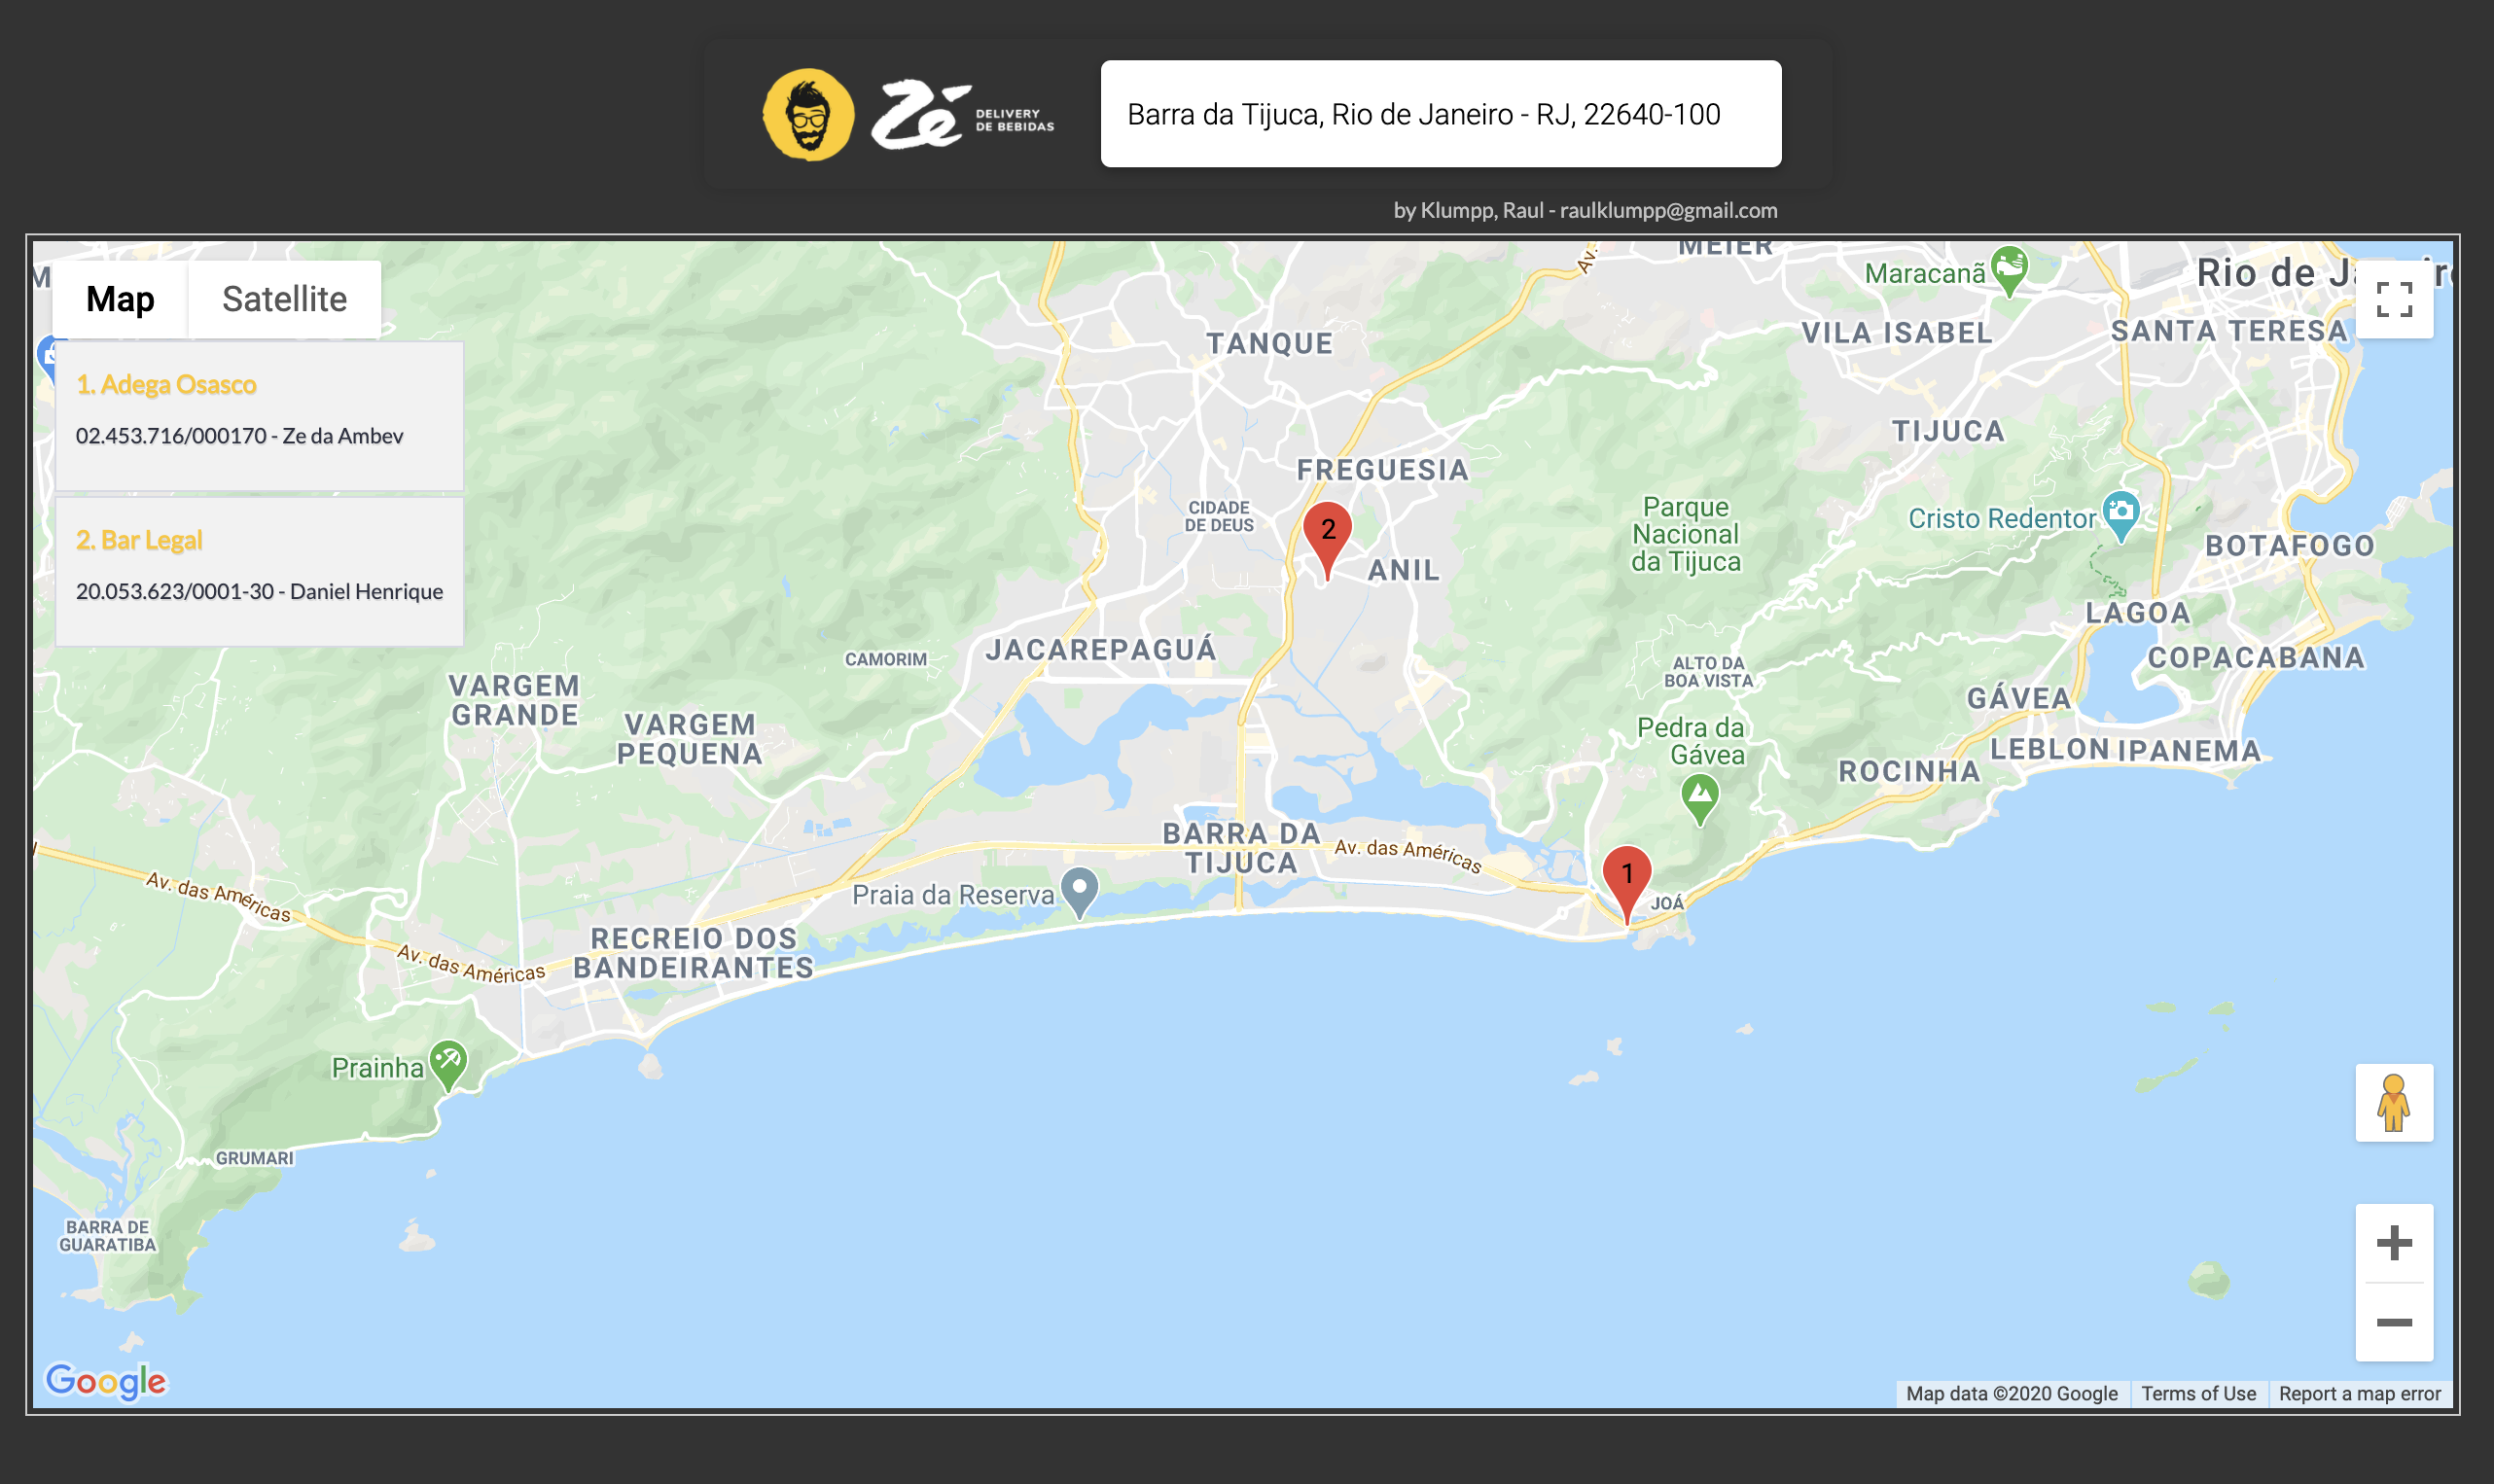 Zé
DELIVERY
DE BEBIDAS
Barra da Tijuca, Rio de Janeiro - RJ, 22640-100
by Klumpp, Raul - raulklumpp@gmail.com
Map
Satellite
1. Adega Osasco
02.453.716/000170 - Ze da Ambev
2. Bar Legal
20.053.623/0001-30 - Daniel Henrique
MÉIER
Av.
Maracanã
Rio de Janeiro
TANQUE
VILA ISABEL
SANTA TERESA
TIJUCA
FREGUESIA
CIDADE
DE DEUS
2
Parque
Nacional
da Tijuca
Cristo Redentor
BOTAFOGO
ANIL
LAGOA
JACAREPAGUÁ
CAMORIM
COPACABANA
ALTO DA
BOA VISTA
VARGEM
GRANDE
GÁVEA
VARGEM
PEQUENA
Pedra da
Gávea
LEBLON
IPANEMA
ROCINHA
BARRA DA
TIJUCA
Av. das Américas
1
Av. das Américas
Praia da Reserva
JOÁ
RECREIO DOS
BANDEIRANTES
Av. das Américas
Prainha
GRUMARI
BARRA DE
GUARATIBA
Google
Map data ©2020 Google
Terms of Use
Report a map error